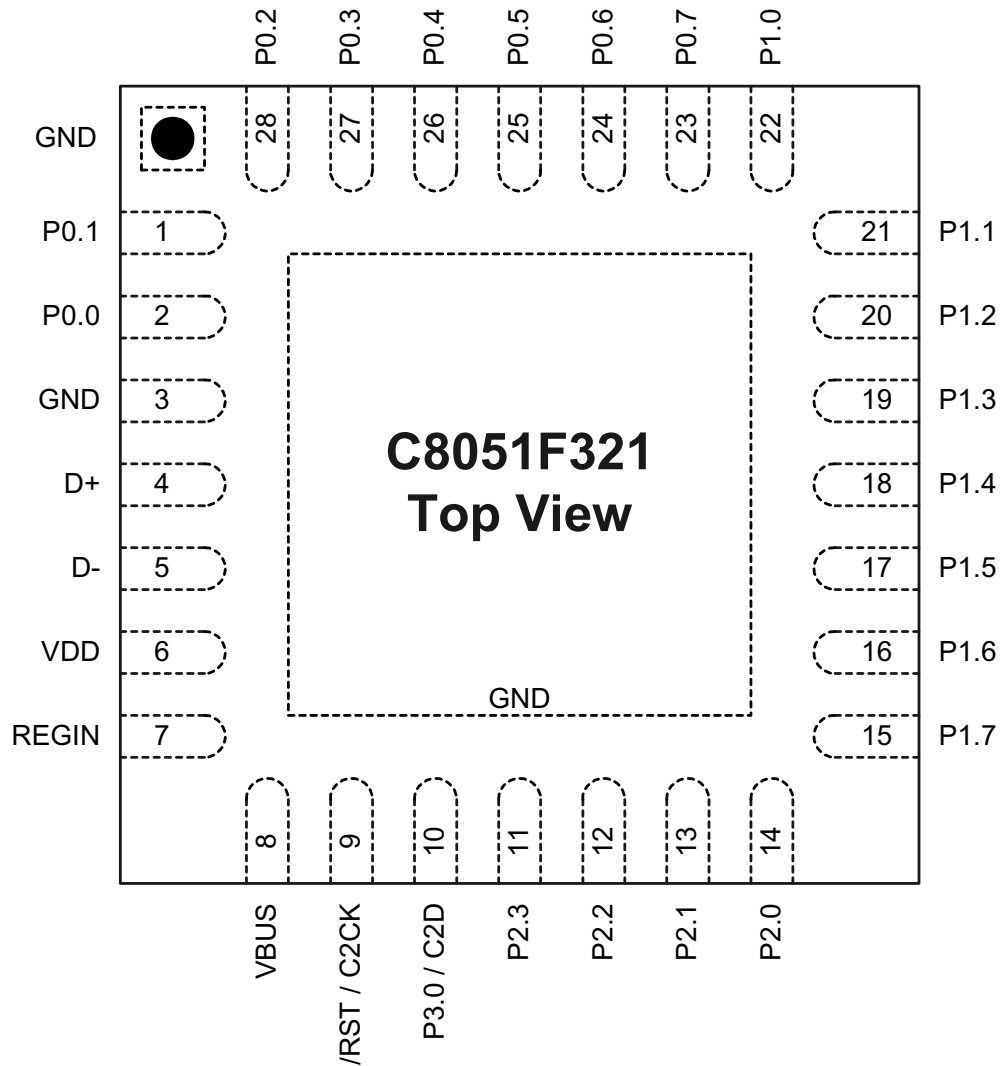 P0.2
P0.3
P0.4
P0.5
P0.6
P0.7
P1.0
28
27
26
25
24
23
22
GND
P0.1
1
21
P1.1
P0.0
2
20
P1.2
GND
3
19
P1.3
D+
4
18
P1.4
D-
5
17
P1.5
VDD
6
16
P1.6
REGIN
7
15
P1.7
C8051F321
Top View
GND
8
9
10
11
12
13
14
VBUS
/RST / C2CK
P3.0 / C2D
P2.3
P2.2
P2.1
P2.0